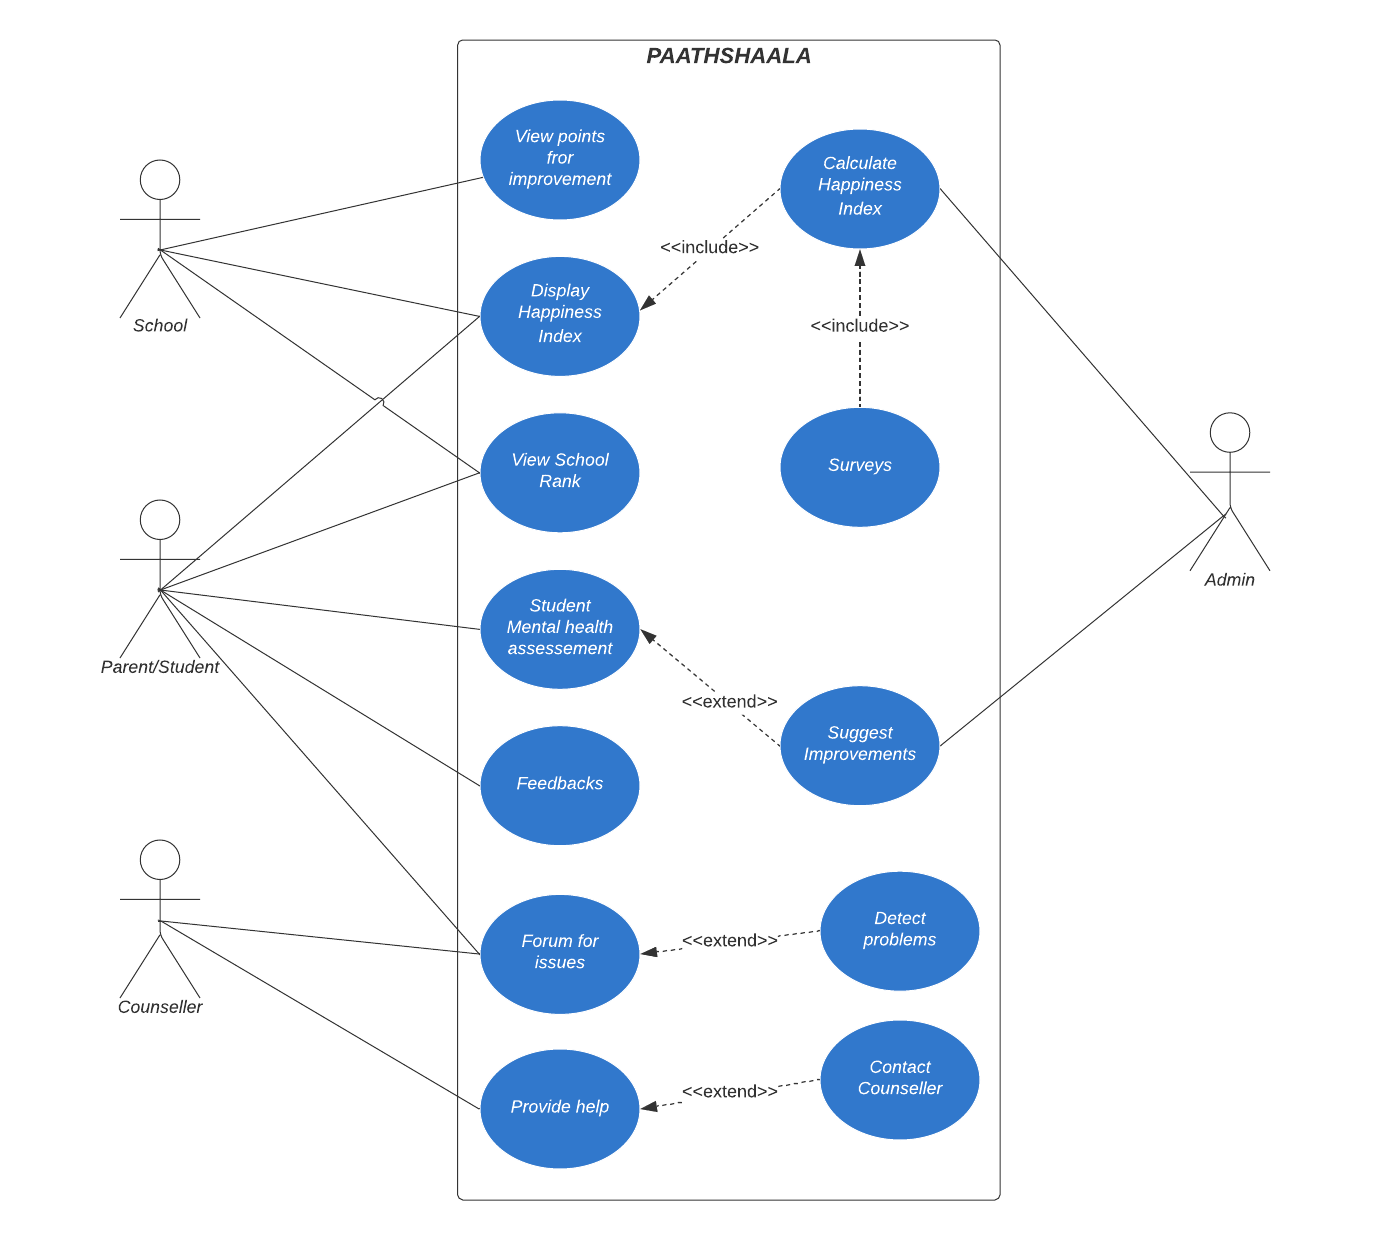 PAATHSHAALA
View points
fror
improvement
Calculate
Happiness
Index
<<include>>
Display
Happiness
Index
School
<<include>>
View School
Rank
Surveys
Admin
Student
Mental health
assessement
Parent/Student
<<extend>>
Suggest
Improvements
Feedbacks
Detect
problems
Forum for
issues
<<extend>>
Counseller
Contact
Counseller
<<extend>>
Provide help